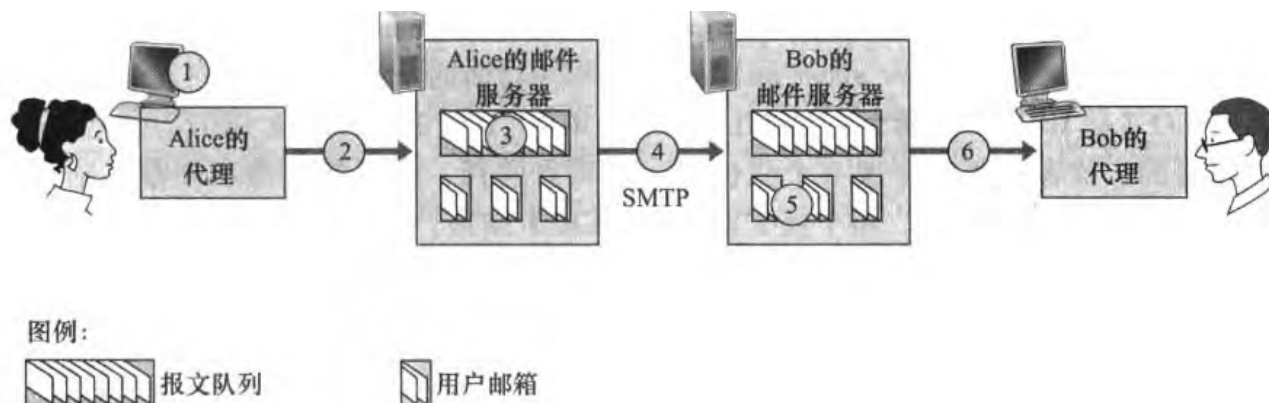 ①
Alice的
代理
②
Alice的邮件
服务器
③
④
SMTP
Bob的
邮件服务器
⑤
⑥
Bob的
代理
图例:
报文队列
用户邮箱